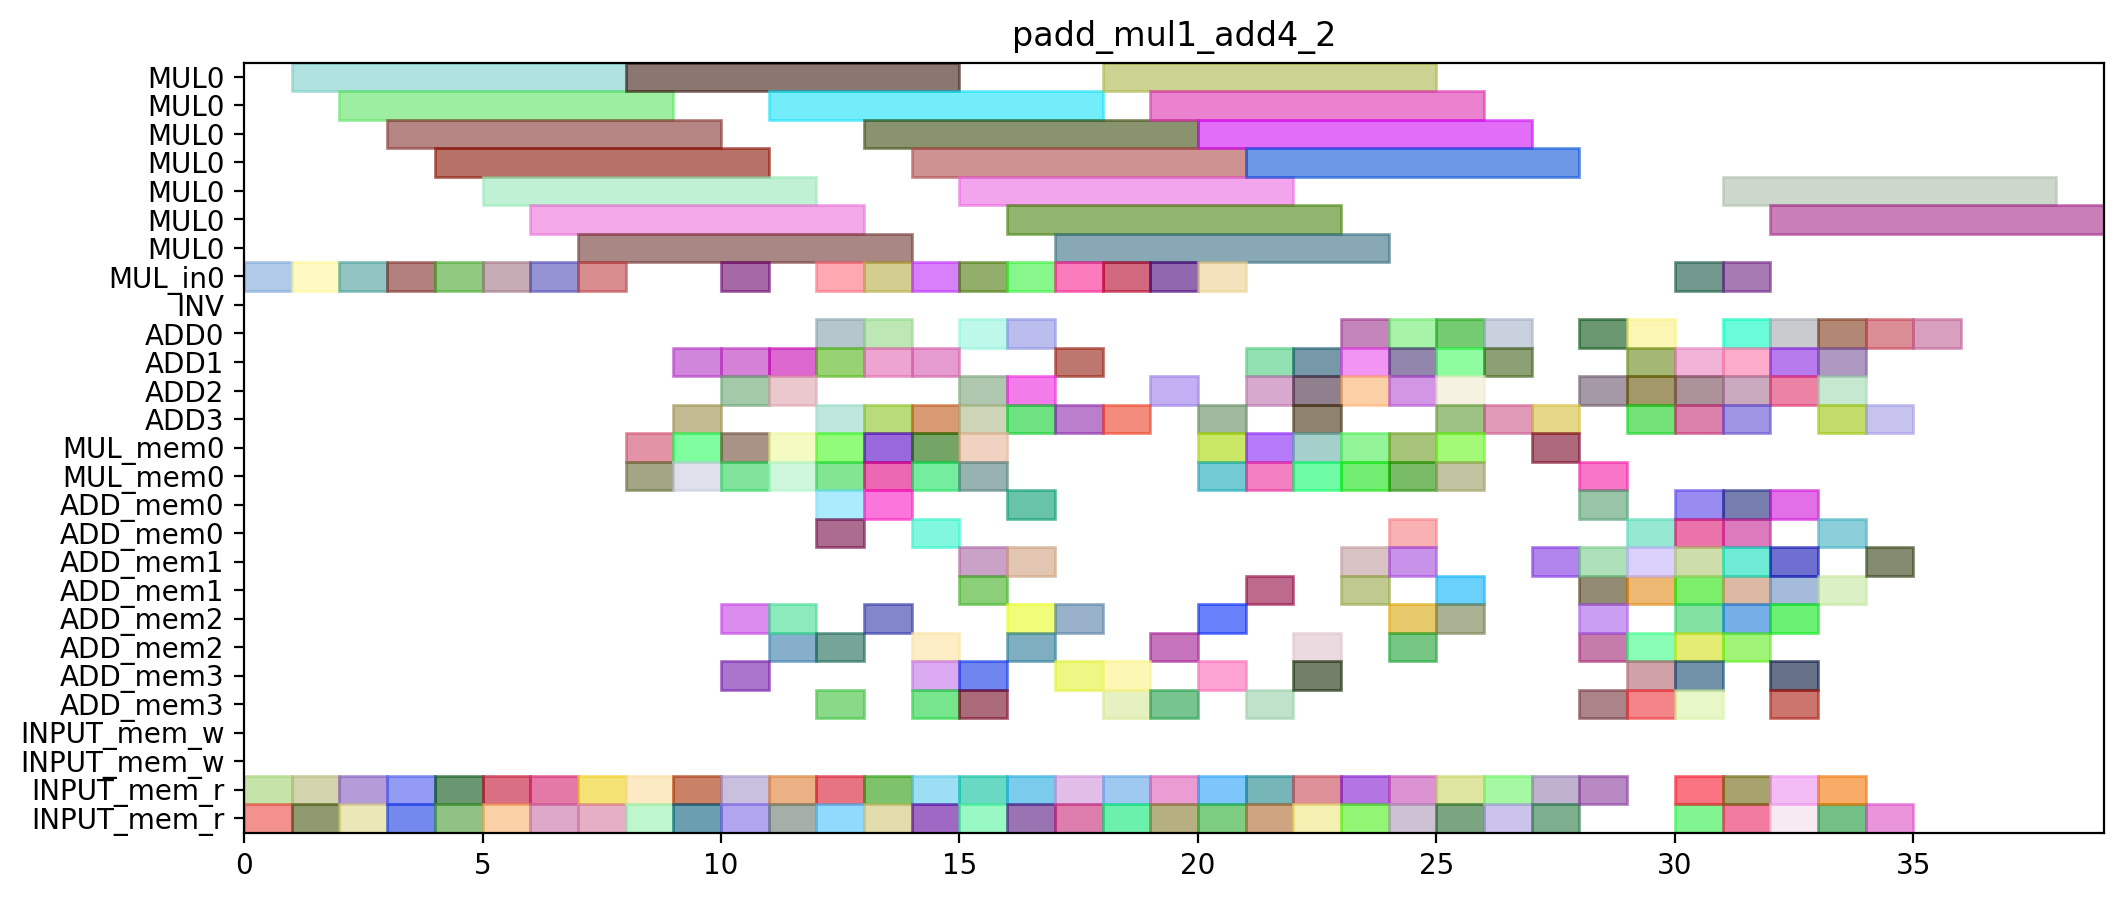 padd_mul1_add4_2
MUL0
MUL0
MUL0
MUL0
MUL0
MUL0
MUL0
MUL_in0
INV
ADD0
ADD1
ADD2
ADD3
MUL_mem0
MUL_mem0
ADD_mem0
ADD_mem0
ADD_mem1
ADD_mem1
ADD_mem2
ADD_mem2
ADD_mem3
ADD_mem3
INPUT_mem_w
INPUT_mem_w
INPUT_mem_r
INPUT_mem_r
0 5 10 15 20 25 30 35